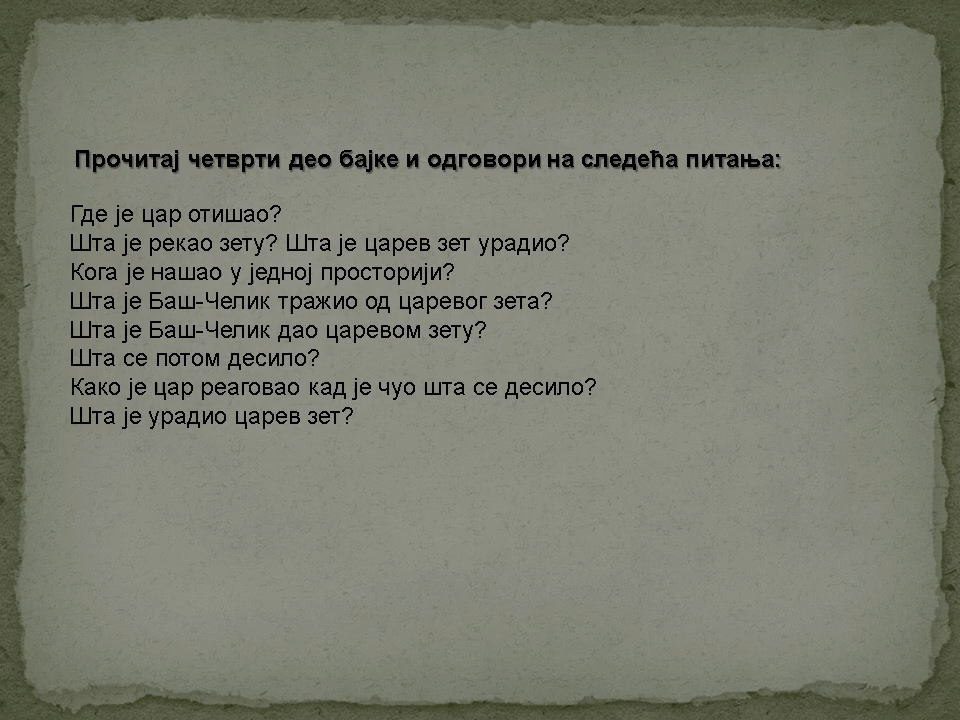 Прочитај четврти део бајке и одговори на следећа питања:
Где је цар отишао?
Шта је рекао зету? Шта је царев зет урадио?
Кога је нашао у једној просторији?
Шта је Баш-Челик тражио од царевог зета?
Шта је Баш-Челик дао царевом зету?
Шта се потом десило?
Како је цар реаговао кад је чуо шта се десило?
Шта је урадио царев зет?